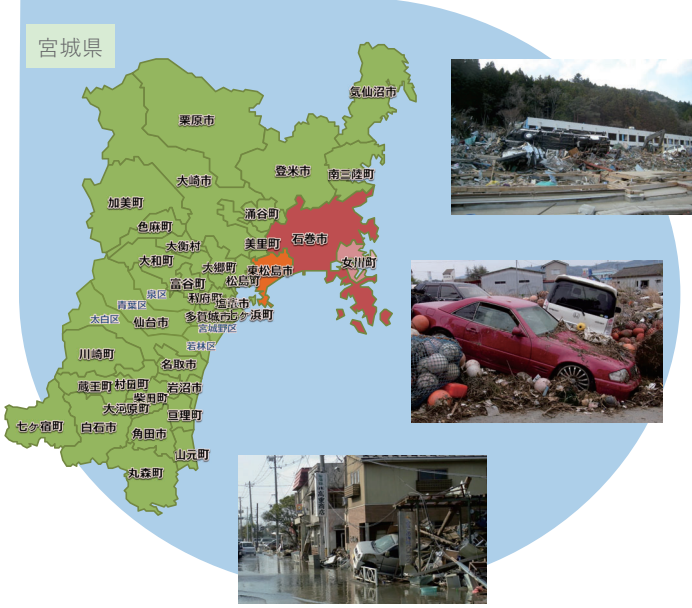 宮城県
気仙沼市
栗原市
登米市
南三陸町
大崎市
加美町
涌谷町
色麻町
石巻市
美里町
大衡村
大和町
女川町
大郷町
東松島市
松島町
富谷町
泉区
利府町
塩竈市
青葉区
太白区
仙台市
多賀城市
七ヶ浜町
宮城野区
若林区
川崎町
名取市
蔵王町
村田町
岩沼市
柴田町
大河原町
亘理町
七ヶ宿町
白石市
角田市
山元町
丸森町